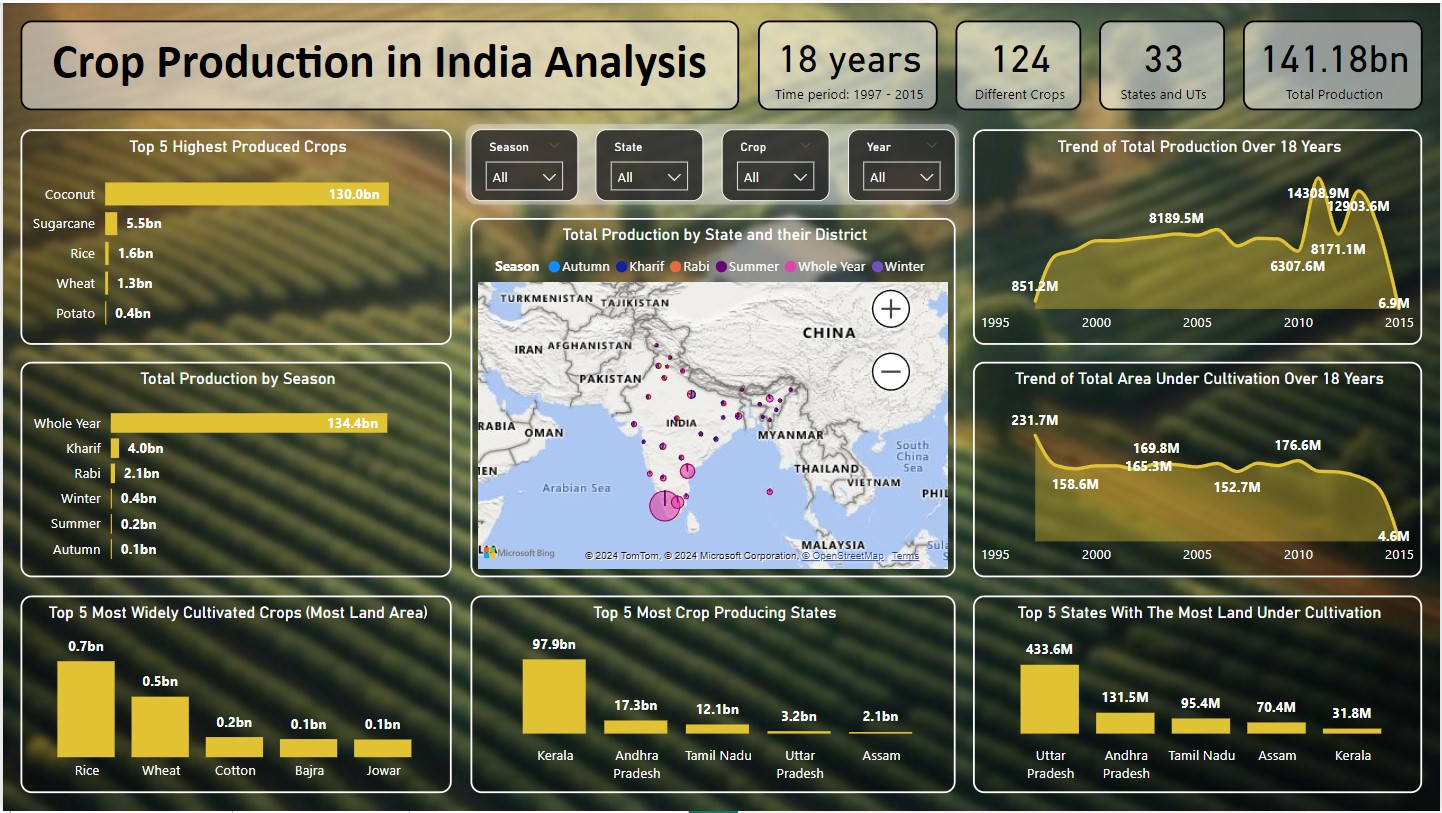 Crop Production in India Analysis
18 years
Time period: 1997 - 2015
124
Different Crops
33
States and UTs
141.18bn
Total Production
Top 5 Highest Produced Crops
Coconut 130.0bn
Sugarcane 5.5bn
Rice 1.6bn
Wheat 1.3bn
Potato 0.4bn
Season
All
State
All
Crop
All
Year
All
Trend of Total Production Over 18 Years
14308.9M
12903.6M
8189.5M
8171.1M
6307.6M
851.2M
6.9M
1995 2000 2005 2010 2015
Total Production by State and their District
Season Autumn Kharif Rabi Summer Whole Year Winter
TURKMENISTAN
TAJIKISTAN
CHINA
IRAN
AFGHANISTAN
PAKISTAN
RABIA
OMAN
INDIA
MYANMAR
South
China
Sea
MEN
THAILAND
VIETNAM
Arabian Sea
PHIL
MALAYSIA
Sula
S
Microsoft Bing
© 2024 TomTom, © 2024 Microsoft Corporation, © OpenStreetMap Terms
Total Production by Season
Whole Year 134.4bn
Kharif 4.0bn
Rabi 2.1bn
Winter 0.4bn
Summer 0.2bn
Autumn 0.1bn
Trend of Total Area Under Cultivation Over 18 Years
231.7M
169.8M
176.6M
165.3M
158.6M
152.7M
4.6M
1995 2000 2005 2010 2015
Top 5 Most Widely Cultivated Crops (Most Land Area)
0.7bn
0.5bn
0.2bn
0.1bn
0.1bn
Rice Wheat Cotton Bajra Jowar
Top 5 Most Crop Producing States
97.9bn
17.3bn
12.1bn
3.2bn
2.1bn
Kerala
Andhra
Pradesh
Tamil Nadu
Uttar
Pradesh
Assam
Top 5 States With The Most Land Under Cultivation
433.6M
131.5M
95.4M
70.4M
31.8M
Uttar
Pradesh
Andhra
Pradesh
Tamil Nadu
Assam
Kerala